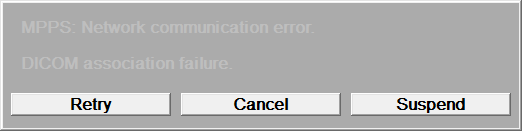 MPPS: Network communication error.
DICOM association failure.
Retry Cancel Suspend